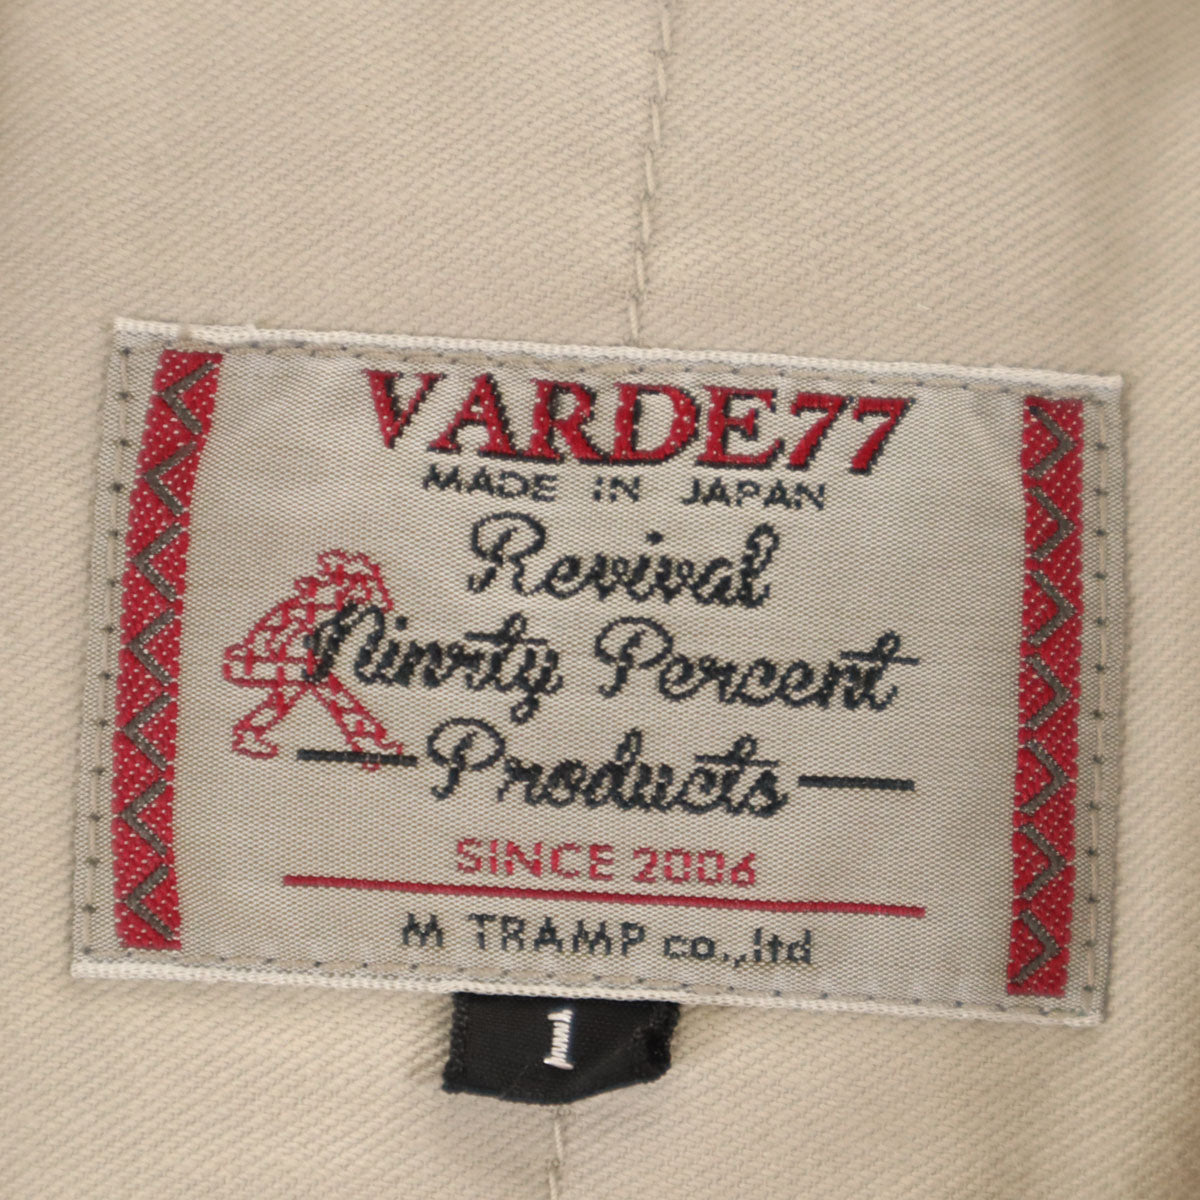 VARDE77
MADE IN JAPAN
Revival
Ninety Percent
Products
SINCE 2006
M TRAMP co.,ltd
1